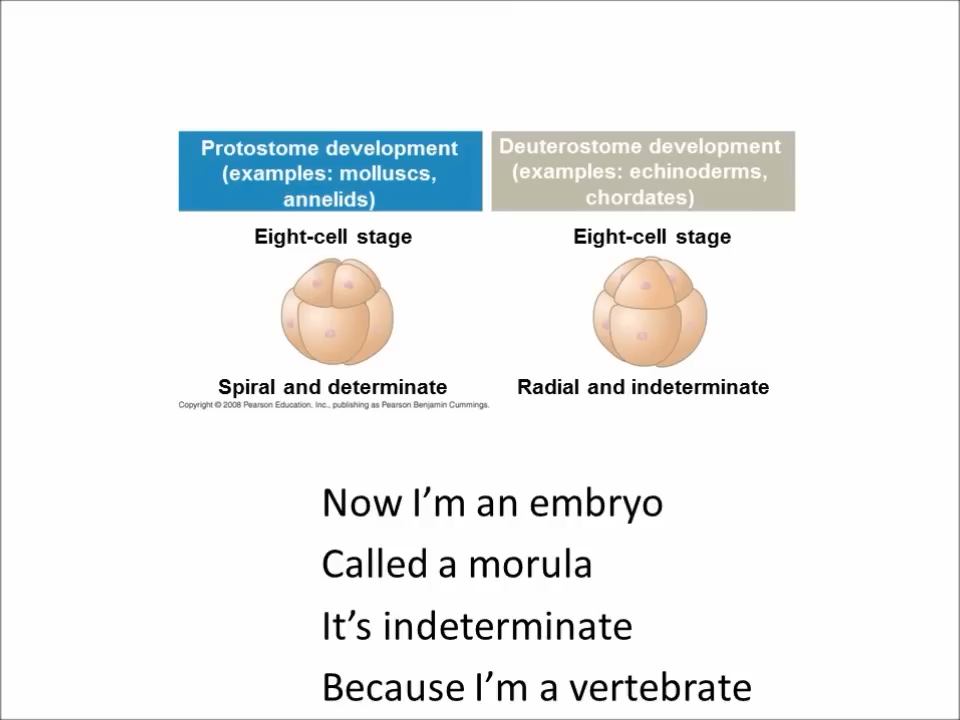 Protostome development
(examples: molluscs,
annelids)
Deuterostome development
(examples: echinoderms,
chordates)
Eight-cell stage
Eight-cell stage
Spiral and determinate
Radial and indeterminate
Copyright © 2008 Pearson Education, Inc., publishing as Pearson Benjamin Cummings.
Now I’m an embryo
Called a morula
It’s indeterminate
Because I’m a vertebrate